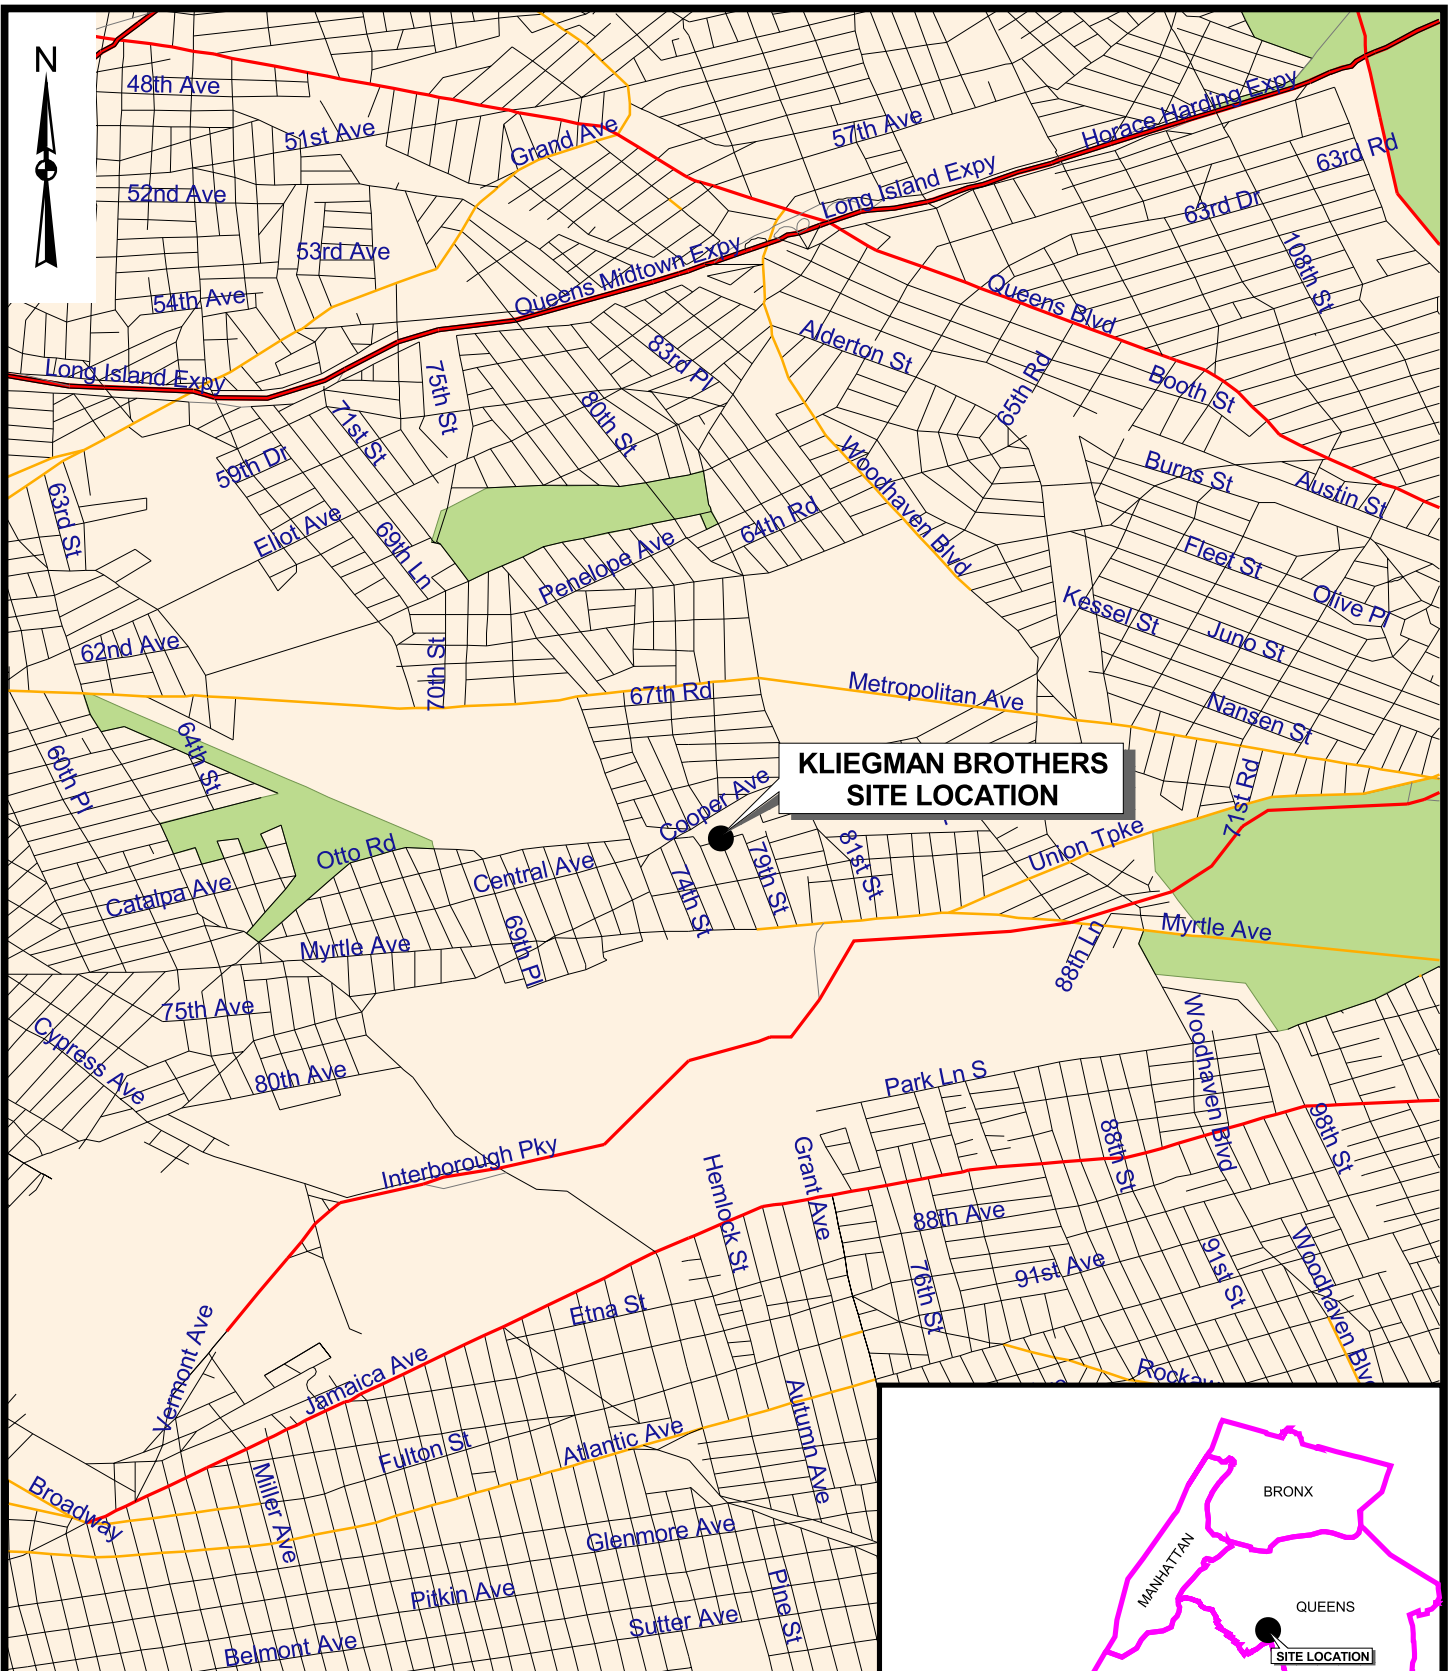 N
48th Ave
51st Ave
Grand Ave
57th Ave
Horace Harding Expy
63rd Rd
52nd Ave
Long Island Expy
63rd Dr
53rd Ave
Queens Midtown Expy
108th St
54th Ave
Queens Blvd
Alderton St
83rd Pl
Long Island Expy
75th St
65th Rd
Booth St
71st St
80th St
59th Dr
Woodhaven Blvd
Burns St
Austin St
63rd St
Eliot Ave
69th Ln
64th Rd
Penelope Ave
Fleet St
Olive Pl
Kessel St
Juno St
62nd Ave
70th St
67th Rd
Metropolitan Ave
Nansen St
64th St
60th Pl
KLIEGMAN BROTHERS
SITE LOCATION
Cooper Ave
71st Rd
Union Tpke
Otto Rd
Central Ave
79th St
81st St
Catalpa Ave
74th St
Myrtle Ave
69th Pl
Myrtle Ave
88th Ln
75th Ave
Cypress Ave
80th Ave
Park Ln S
Woodhaven Blvd
98th St
Interborough Pky
Hemlock St
Grant Ave
88th St
88th Ave
91st Ave
91st St
76th St
Woodhaven Blv
Etna St
Vermont Ave
Jamaica Ave
Rockaw
Autumn Ave
Fulton St
Atlantic Ave
Miller Ave
Broadway
Glenmore Ave
Pitkin Ave
Pine St
Sutter Ave
Belmont Ave
BRONX
MANHATTAN
QUEENS
SITE LOCATION